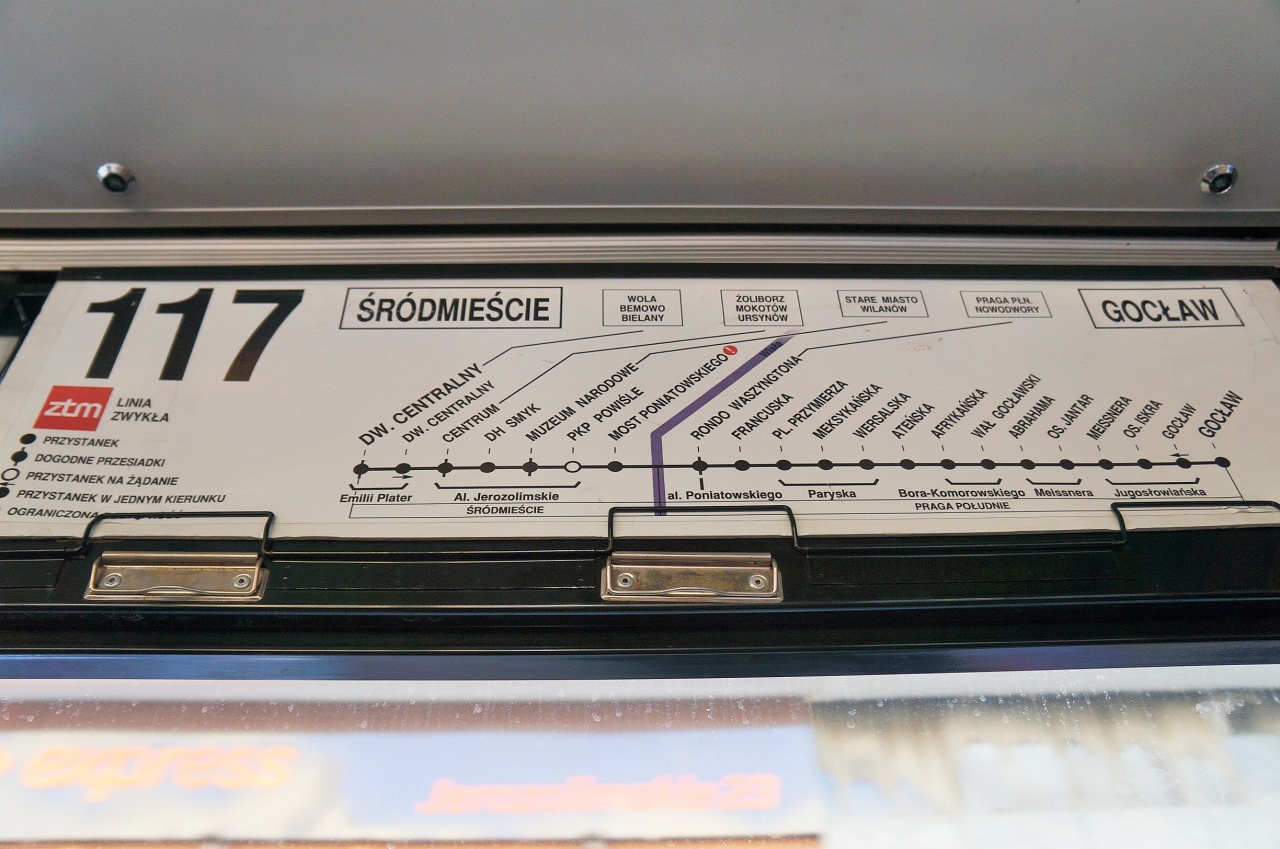 117
ŚRÓDMIEŚCIE
WOLA
BEMOWO
BIELANY
ŻOLIBORZ
MOKOTÓW
URSYNÓW
STARE MIASTO
WILANÓW
PRAGA PŁN.
NOWODWORY
GOCŁAW
ztm
LINIA
ZWYKŁA
PRZYSTANEK
DOGODNE PRZESIADKI
PRZYSTANEK NA ŻĄDANIE
PRZYSTANEK W JEDNYM KIERUNKU
OGRANICZONA
DW. CENTRALNY
DW. CENTRALNY
CENTRUM
DH SMYK
MUZEUM NARODOWE
PKP POWIŚLE
MOST PONIATOWSKIEGO
Wisła
RONDO WASZYNGTONA
FRANCUSKA
PL. PRZYMIERZA
MEKSYKAŃSKA
WERSALSKA
ATEŃSKA
AFRYKAŃSKA
WAŁ GOCŁAWSKI
ABRAHAMA
OS. JANTAR
MEISSNERA
OS. ISKRA
GOCŁAW
GOCŁAW
Emilii Plater
Al. Jerozolimskie
al. Poniatowskiego
Paryska
Bora-Komorowskiego
Meissnera
Jugosłowiańska
ŚRÓDMIEŚCIE
PRAGA POŁUDNIE
express